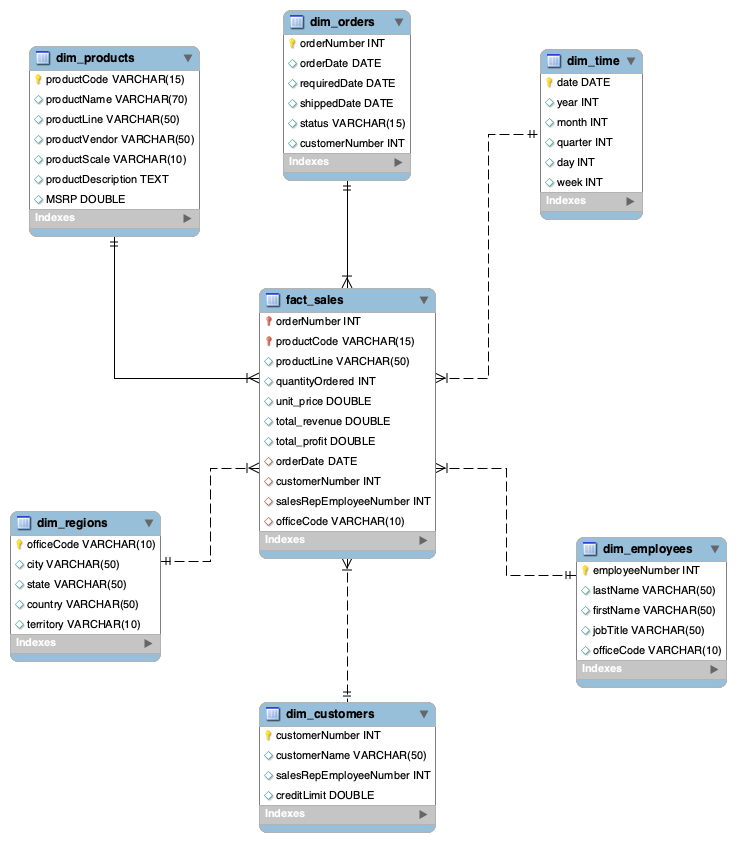 dim_orders
orderNumber INT
orderDate DATE
requiredDate DATE
shippedDate DATE
status VARCHAR(15)
customerNumber INT
Indexes
dim_products
productCode VARCHAR(15)
productName VARCHAR(70)
productLine VARCHAR(50)
productVendor VARCHAR(50)
productScale VARCHAR(10)
productDescription TEXT
MSRP DOUBLE
Indexes
dim_time
date DATE
year INT
month INT
quarter INT
day INT
week INT
Indexes
fact_sales
orderNumber INT
productCode VARCHAR(15)
productLine VARCHAR(50)
quantityOrdered INT
unit_price DOUBLE
total_revenue DOUBLE
total_profit DOUBLE
orderDate DATE
customerNumber INT
salesRepEmployeeNumber INT
officeCode VARCHAR(10)
Indexes
dim_regions
officeCode VARCHAR(10)
city VARCHAR(50)
state VARCHAR(50)
country VARCHAR(50)
territory VARCHAR(10)
Indexes
dim_employees
employeeNumber INT
lastName VARCHAR(50)
firstName VARCHAR(50)
jobTitle VARCHAR(50)
officeCode VARCHAR(10)
Indexes
dim_customers
customerNumber INT
customerName VARCHAR(50)
salesRepEmployeeNumber INT
creditLimit DOUBLE
Indexes